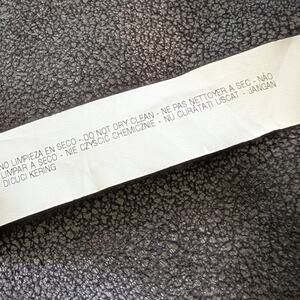 NO LIMPIEZA EN SECO - DO NOT DRY CLEAN - NE PAS NETTOYER A SEC - NÃO
LIMPAR A SECO - NIE CZYŚCIĆ CHEMICZNIE - NU CURĂTATI USCAT - JANGAN
DICUCI KERING